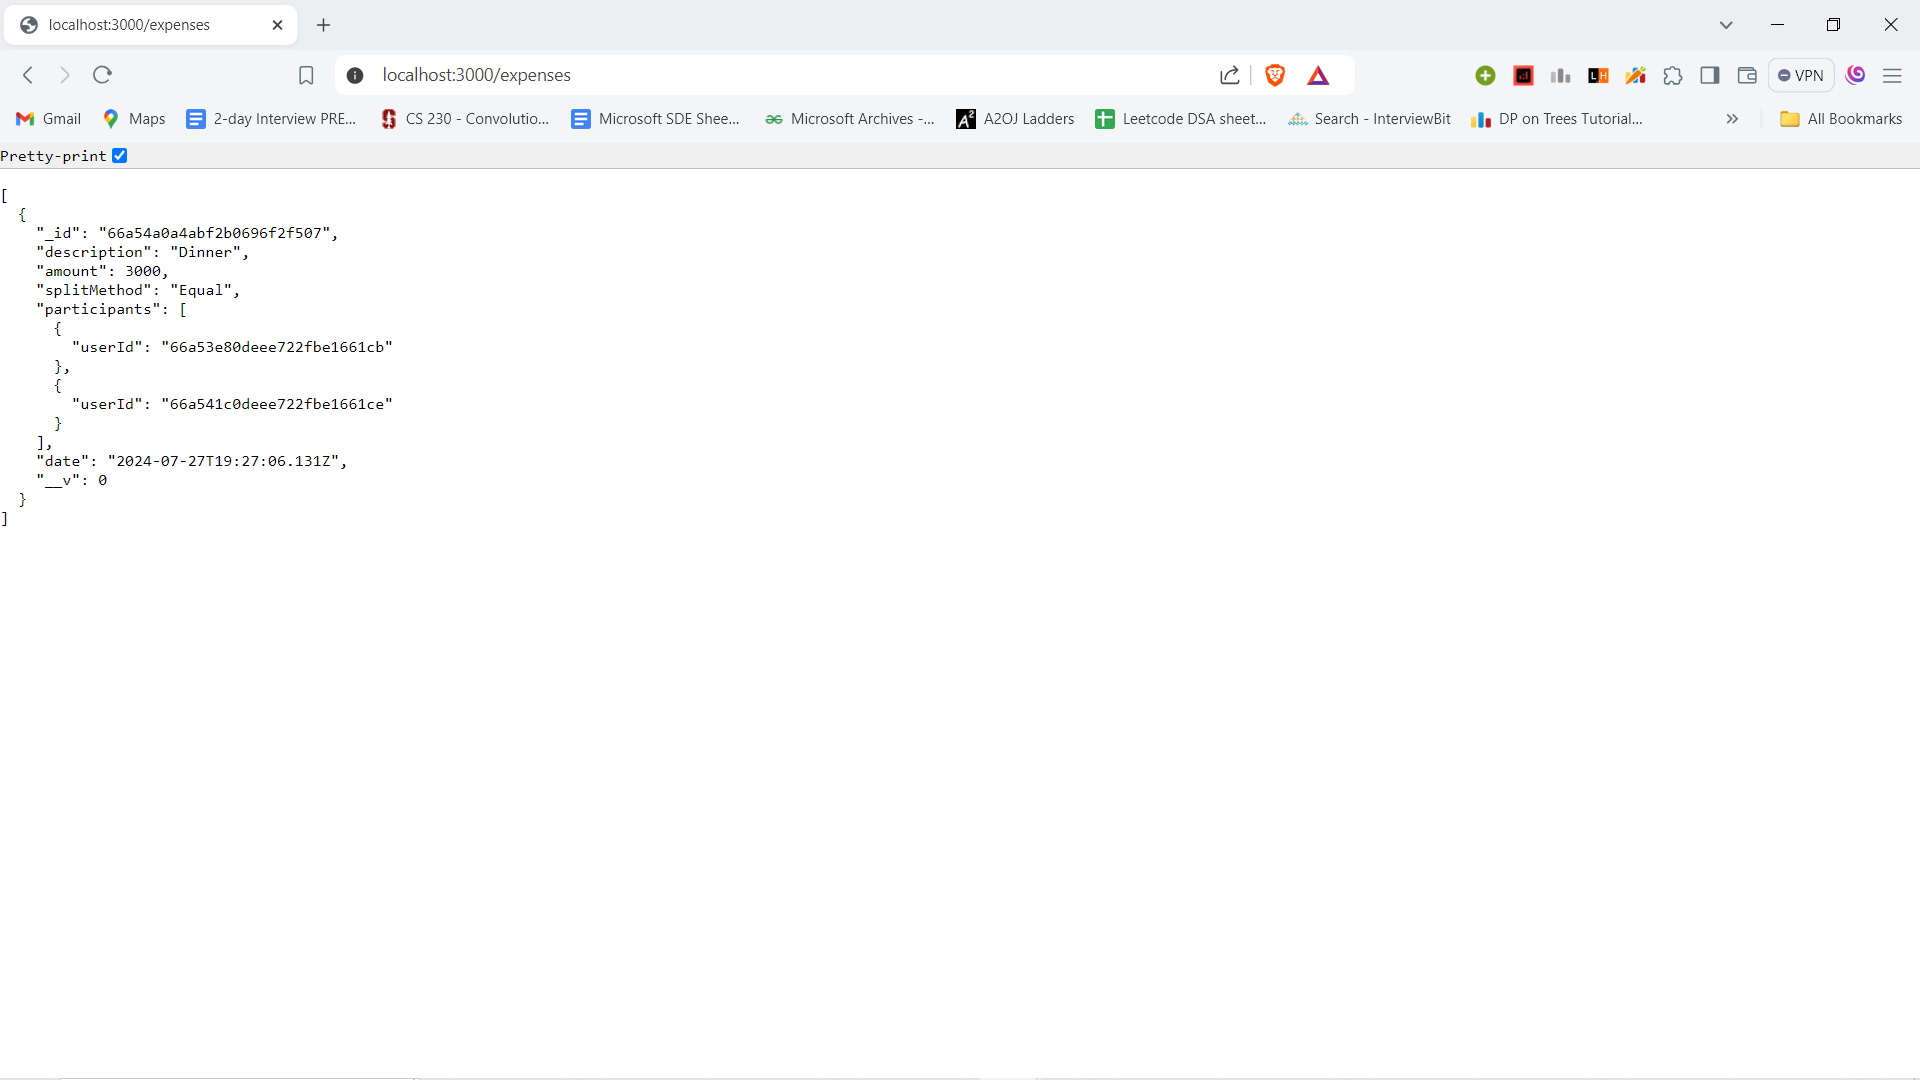 localhost:3000/expenses
localhost:3000/expenses
VPN
Gmail Maps 2-day Interview PRE... CS 230 - Convolutio... Microsoft SDE Shee... Microsoft Archives -... A2OJ Ladders Leetcode DSA sheet... Search - InterviewBit DP on Trees Tutorial... » All Bookmarks
Pretty-print
[
  {
    "_id": "66a54a0a4abf2b0696f2f507",
    "description": "Dinner",
    "amount": 3000,
    "splitMethod": "Equal",
    "participants": [
      {
        "userId": "66a53e80deee722fbe1661cb"
      },
      {
        "userId": "66a541c0deee722fbe1661ce"
      }
    ],
    "date": "2024-07-27T19:27:06.131Z",
    "__v": 0
  }
]